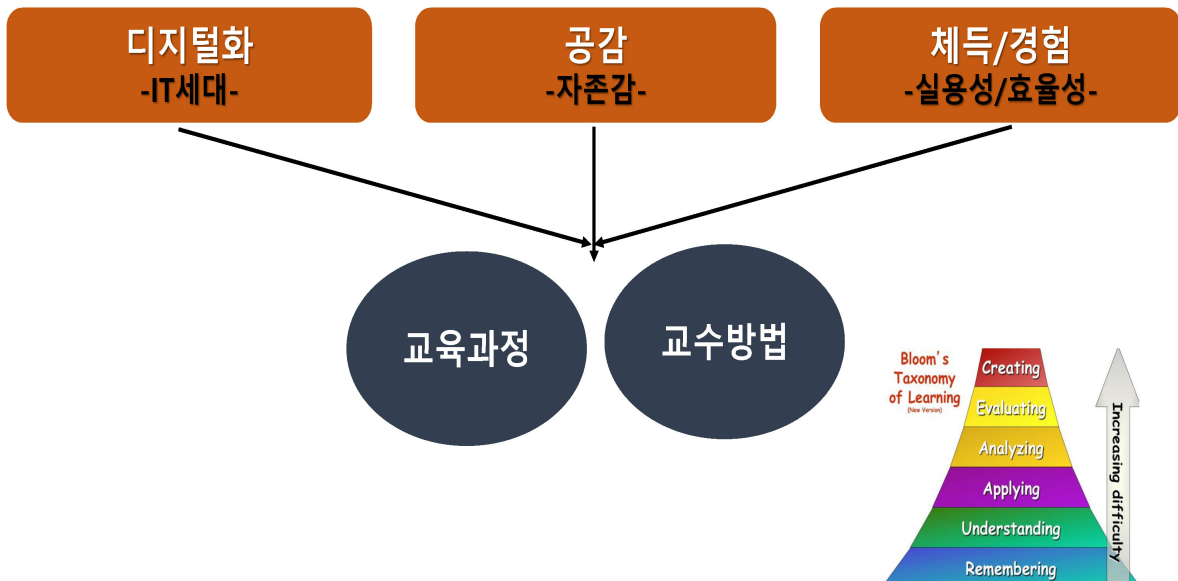 디지털화
-IT세대-
공감
-자존감-
체득/경험
-실용성/효율성-
교육과정
교수방법
Bloom's
Taxonomy
of Learning
(New Version)
Creating
Evaluating
Analyzing
Applying
Understanding
Remembering
Increasing difficulty